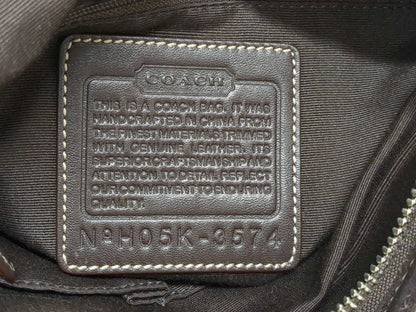 COACH
THIS IS A COACH BAG. IT WAS
HANDCRAFTED IN CHINA FROM
THE FINEST MATERIALS TRIMMED
WITH GENUINE LEATHER. ITS
SUPERIOR CRAFTSMANSHIP AND
ATTENTION TO DETAIL REFLECT
OUR COMMITMENT TO ENDURING
QUALITY.
Nº H05K-3574